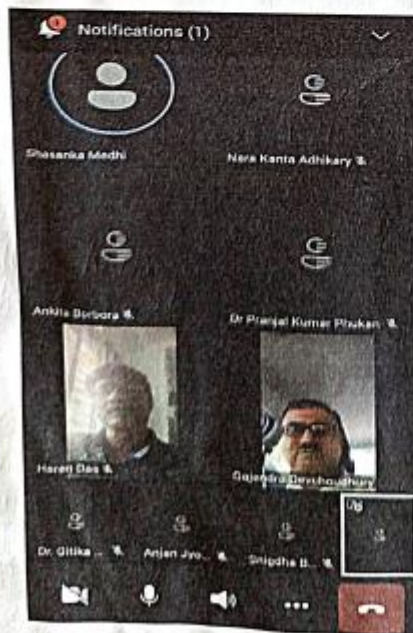 Notifications (1)
Shasanka Medhi
Nara Kanta Adhikary
Ankita Borbora
Dr Pranjal Kumar Phukan
Haren Das
Gajendra Devchoudhury
Dr. Gitika ...
Anjan Jyo...
Snigdha B...